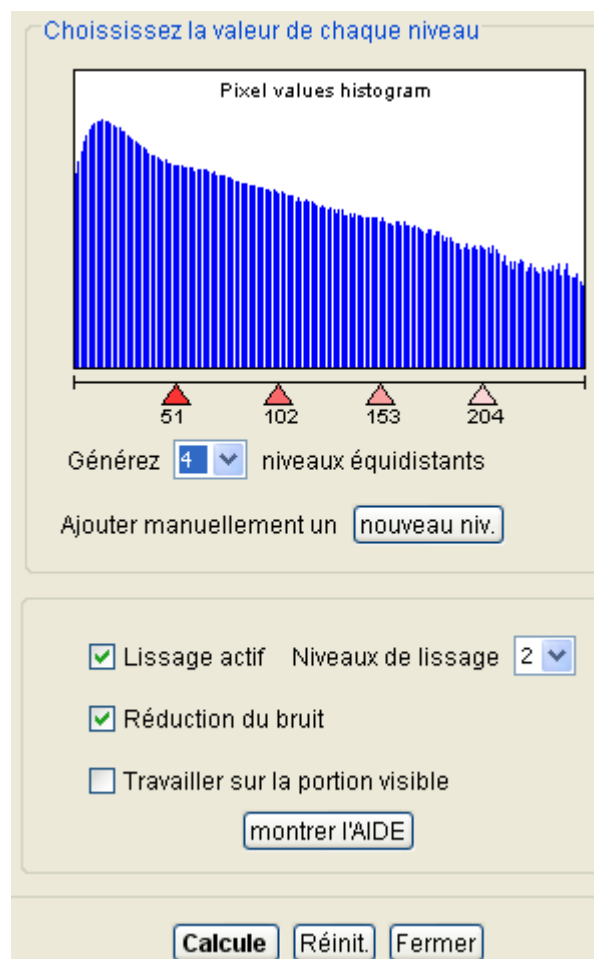 Choississez la valeur de chaque niveau
Pixel values histogram
51 102 153 204
Générez 4 niveaux équidistants
Ajouter manuellement un nouveau niv.
Lissage actif Niveaux de lissage 2
Réduction du bruit
Travailler sur la portion visible
montrer l'AIDE
Calcule Réinit. Fermer